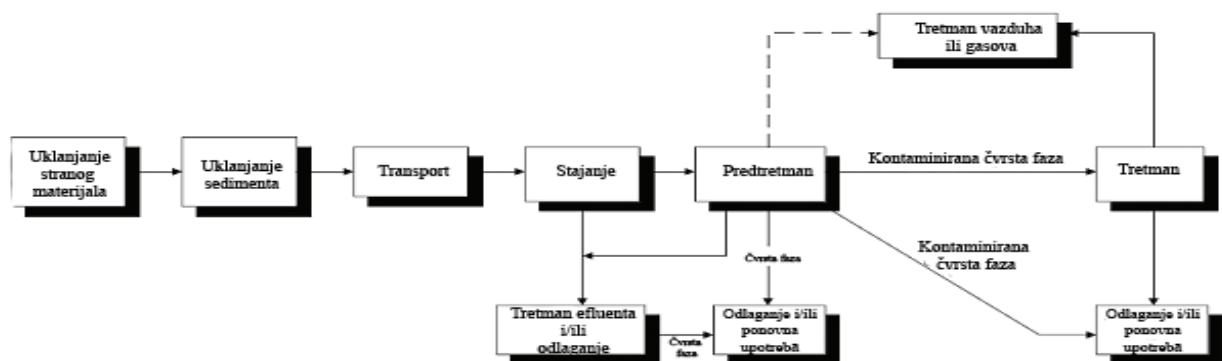 Tretman vazduha
ili gasova
Uklanjanje
stranog
materijala
Uklanjanje
sedimenta
Transport
Stajanje
Predtretman
Kontaminirana čvrsta faza
Tretman
Kontaminirana
čvrsta faza
Čvrsta faza
Tretman efluenta
i/ili
odlaganje
Čvrsta
faza
Odlaganje i/ili
ponovna
upotreba
Odlaganje i/ili
ponovna
upotreba